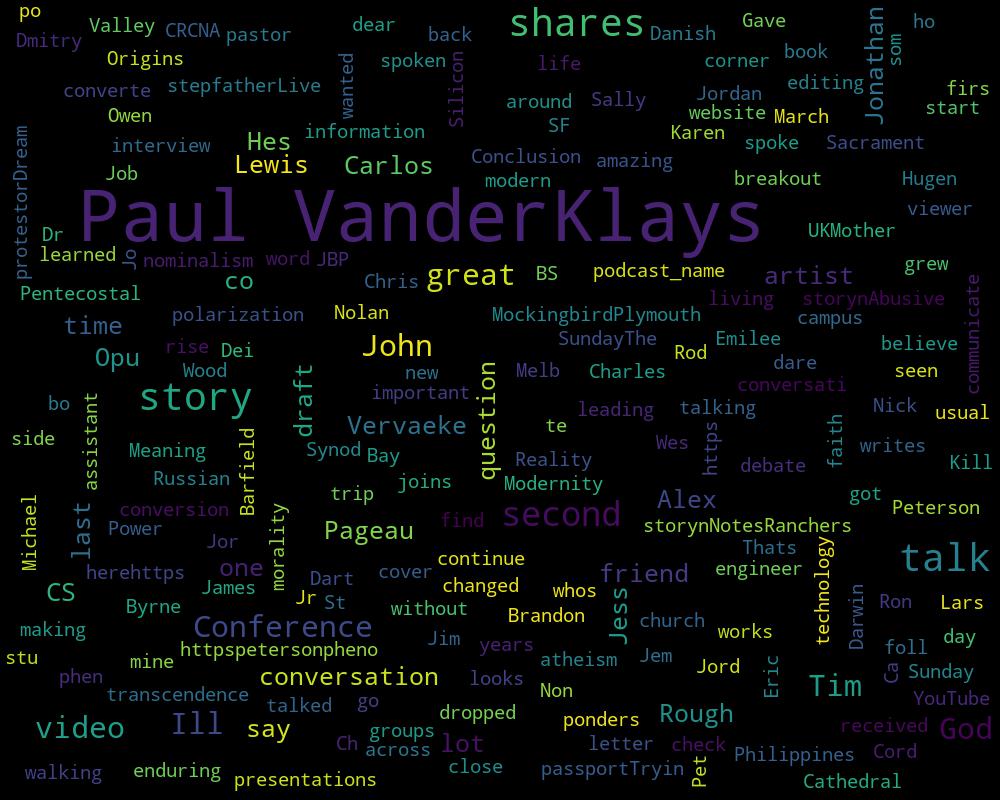 po
Valley CRCNA pastor dear back shares Danish Gave Jonathan som ho
Dmitry Origins spoken life corner book
converte stepfatherLive wanted Silicon around Sally Jordan editing firs
Owen SF website March start
interview Hes information Karen spoke Sacrament
Job Lewis Carlos Conclusion amazing modern breakout Hugen
protestorDream Paul VanderKlays viewer
Dr UKMother
learned Jo nominalism word JBP great BS podcast_name artist grew
Pentecostal co Chris living storynAbusive communicate
time polarization Nolan MockingbirdPlymouth campus
Opu rise Dei John SundayThe Rod Emilee believe
Wood new Melb Charles dare seen
bo story draft important question leading conversati talking Nick usual
side assistant Meaning Barfield Synod Bay Vervaeke te Wes https debate faith writes
Russian joins Reality Modernity Kill
Michael last conversion morality trip Pageau find second Alex got Peterson
Power storynNotesRanchers
Jor continue Thats technology
herehttps one Dart cover changed whos friend engineer talk
CS James Jr St without Brandon Jess Darwin Ron Lars
Byrne church
making Conference Jim years works foll day
stu mine httpspetersonpheno atheism Jem Jord Eric Ca Sunday
phen conversation looks Non Tim YouTube
transcendence talked go dropped
video Ill say groups ponders Rough received God
Ch across lot letter check Philippines Cord
walking enduring presentations close passportTryin Pet Cathedral